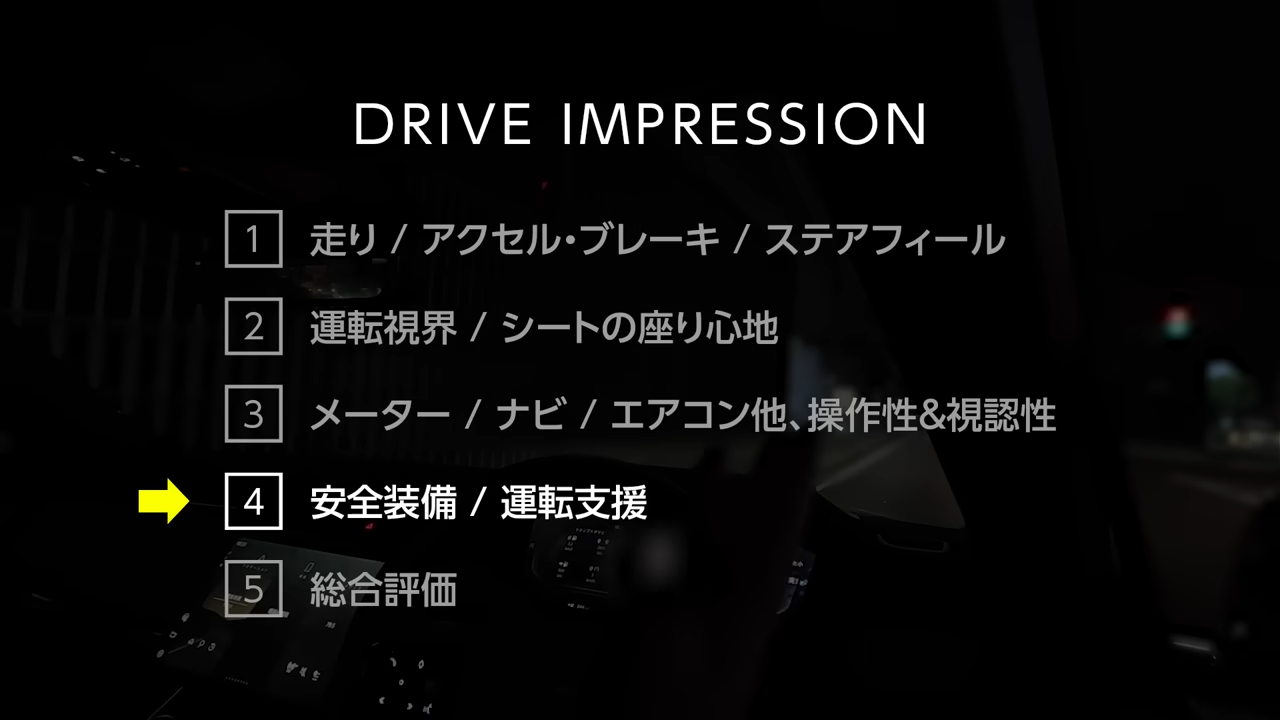 DRIVE IMPRESSION
1 走り / アクセル・ブレーキ / ステアフィール
2 運転視界 / シートの座り心地
3 メーター / ナビ / エアコン他、操作性&視認性
4 安全装備 / 運転支援
5 総合評価